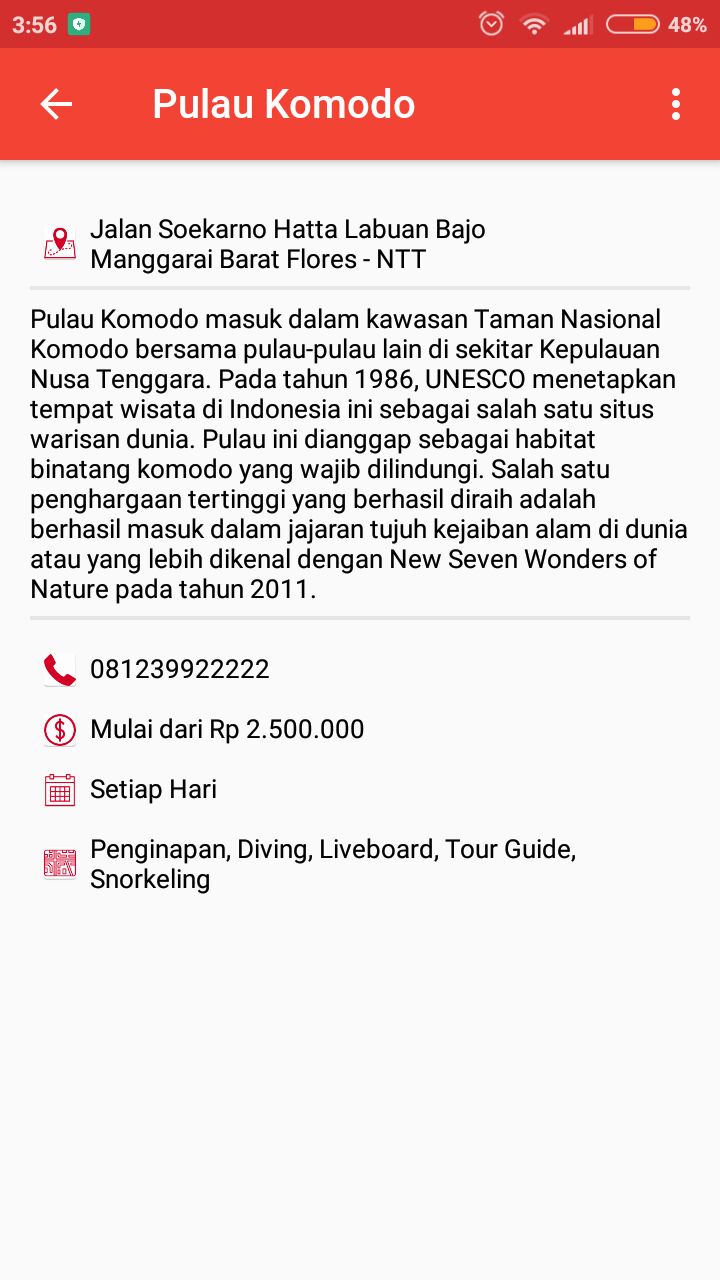 3:56
48%
Pulau Komodo
Jalan Soekarno Hatta Labuan Bajo
Manggarai Barat Flores - NTT
Pulau Komodo masuk dalam kawasan Taman Nasional
Komodo bersama pulau-pulau lain di sekitar Kepulauan
Nusa Tenggara. Pada tahun 1986, UNESCO menetapkan
tempat wisata di Indonesia ini sebagai salah satu situs
warisan dunia. Pulau ini dianggap sebagai habitat
binatang komodo yang wajib dilindungi. Salah satu
penghargaan tertinggi yang berhasil diraih adalah
berhasil masuk dalam jajaran tujuh kejaiban alam di dunia
atau yang lebih dikenal dengan New Seven Wonders of
Nature pada tahun 2011.
081239922222
Mulai dari Rp 2.500.000
Setiap Hari
Penginapan, Diving, Liveboard, Tour Guide,
Snorkeling